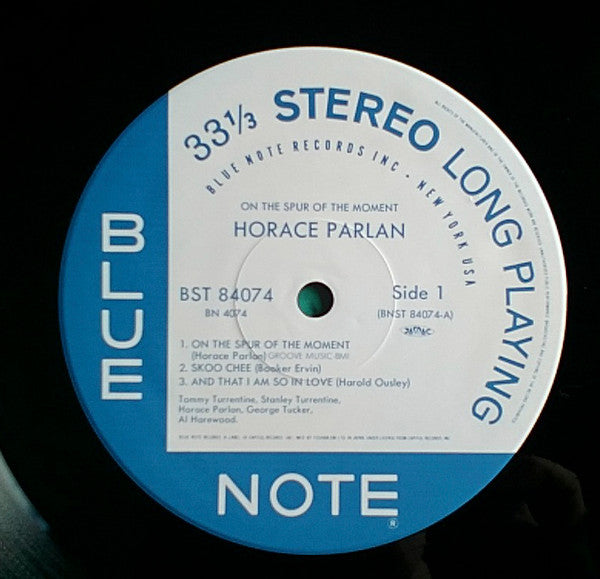 33 1/3 STEREO LONG PLAYING
BLUE NOTE RECORDS INC · NEW YORK USA
ON THE SPUR OF THE MOMENT
HORACE PARLAN
BST 84074
BN 4074
Side 1
(BNST 84074-A)
1. ON THE SPUR OF THE MOMENT
(Horace Parlan) GROOVE MUSIC-BMI
2. SKOO CHEE (Booker Ervin)
3. AND THAT I AM SO IN LOVE (Harold Ousley)
Tommy Turrentine, Stanley Turrentine,
Horace Parlan, George Tucker,
Al Harewood.
BLUE
NOTE®